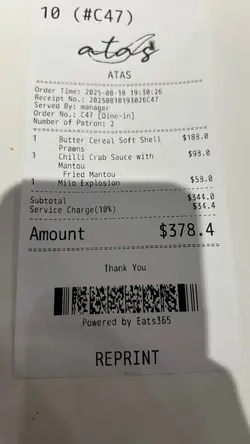 10 (#C47)
atas
ATAS
Order Time: 2025-08-18 19:30:26
Receipt No.: 20250818193026C47
Served By: manager
Order No.: C47 [Dine-in]
Number of Patron: 2
1 Butter Cereal Soft Shell $188.0
Prawns
1 Chilli Crab Sauce with $98.0
Mantou
Fried Mantou
1 Milo Explosion $58.0
Subtotal $344.0
Service Charge(10%) $34.4
Amount $378.4
Thank You
Powered by Eats365
REPRINT